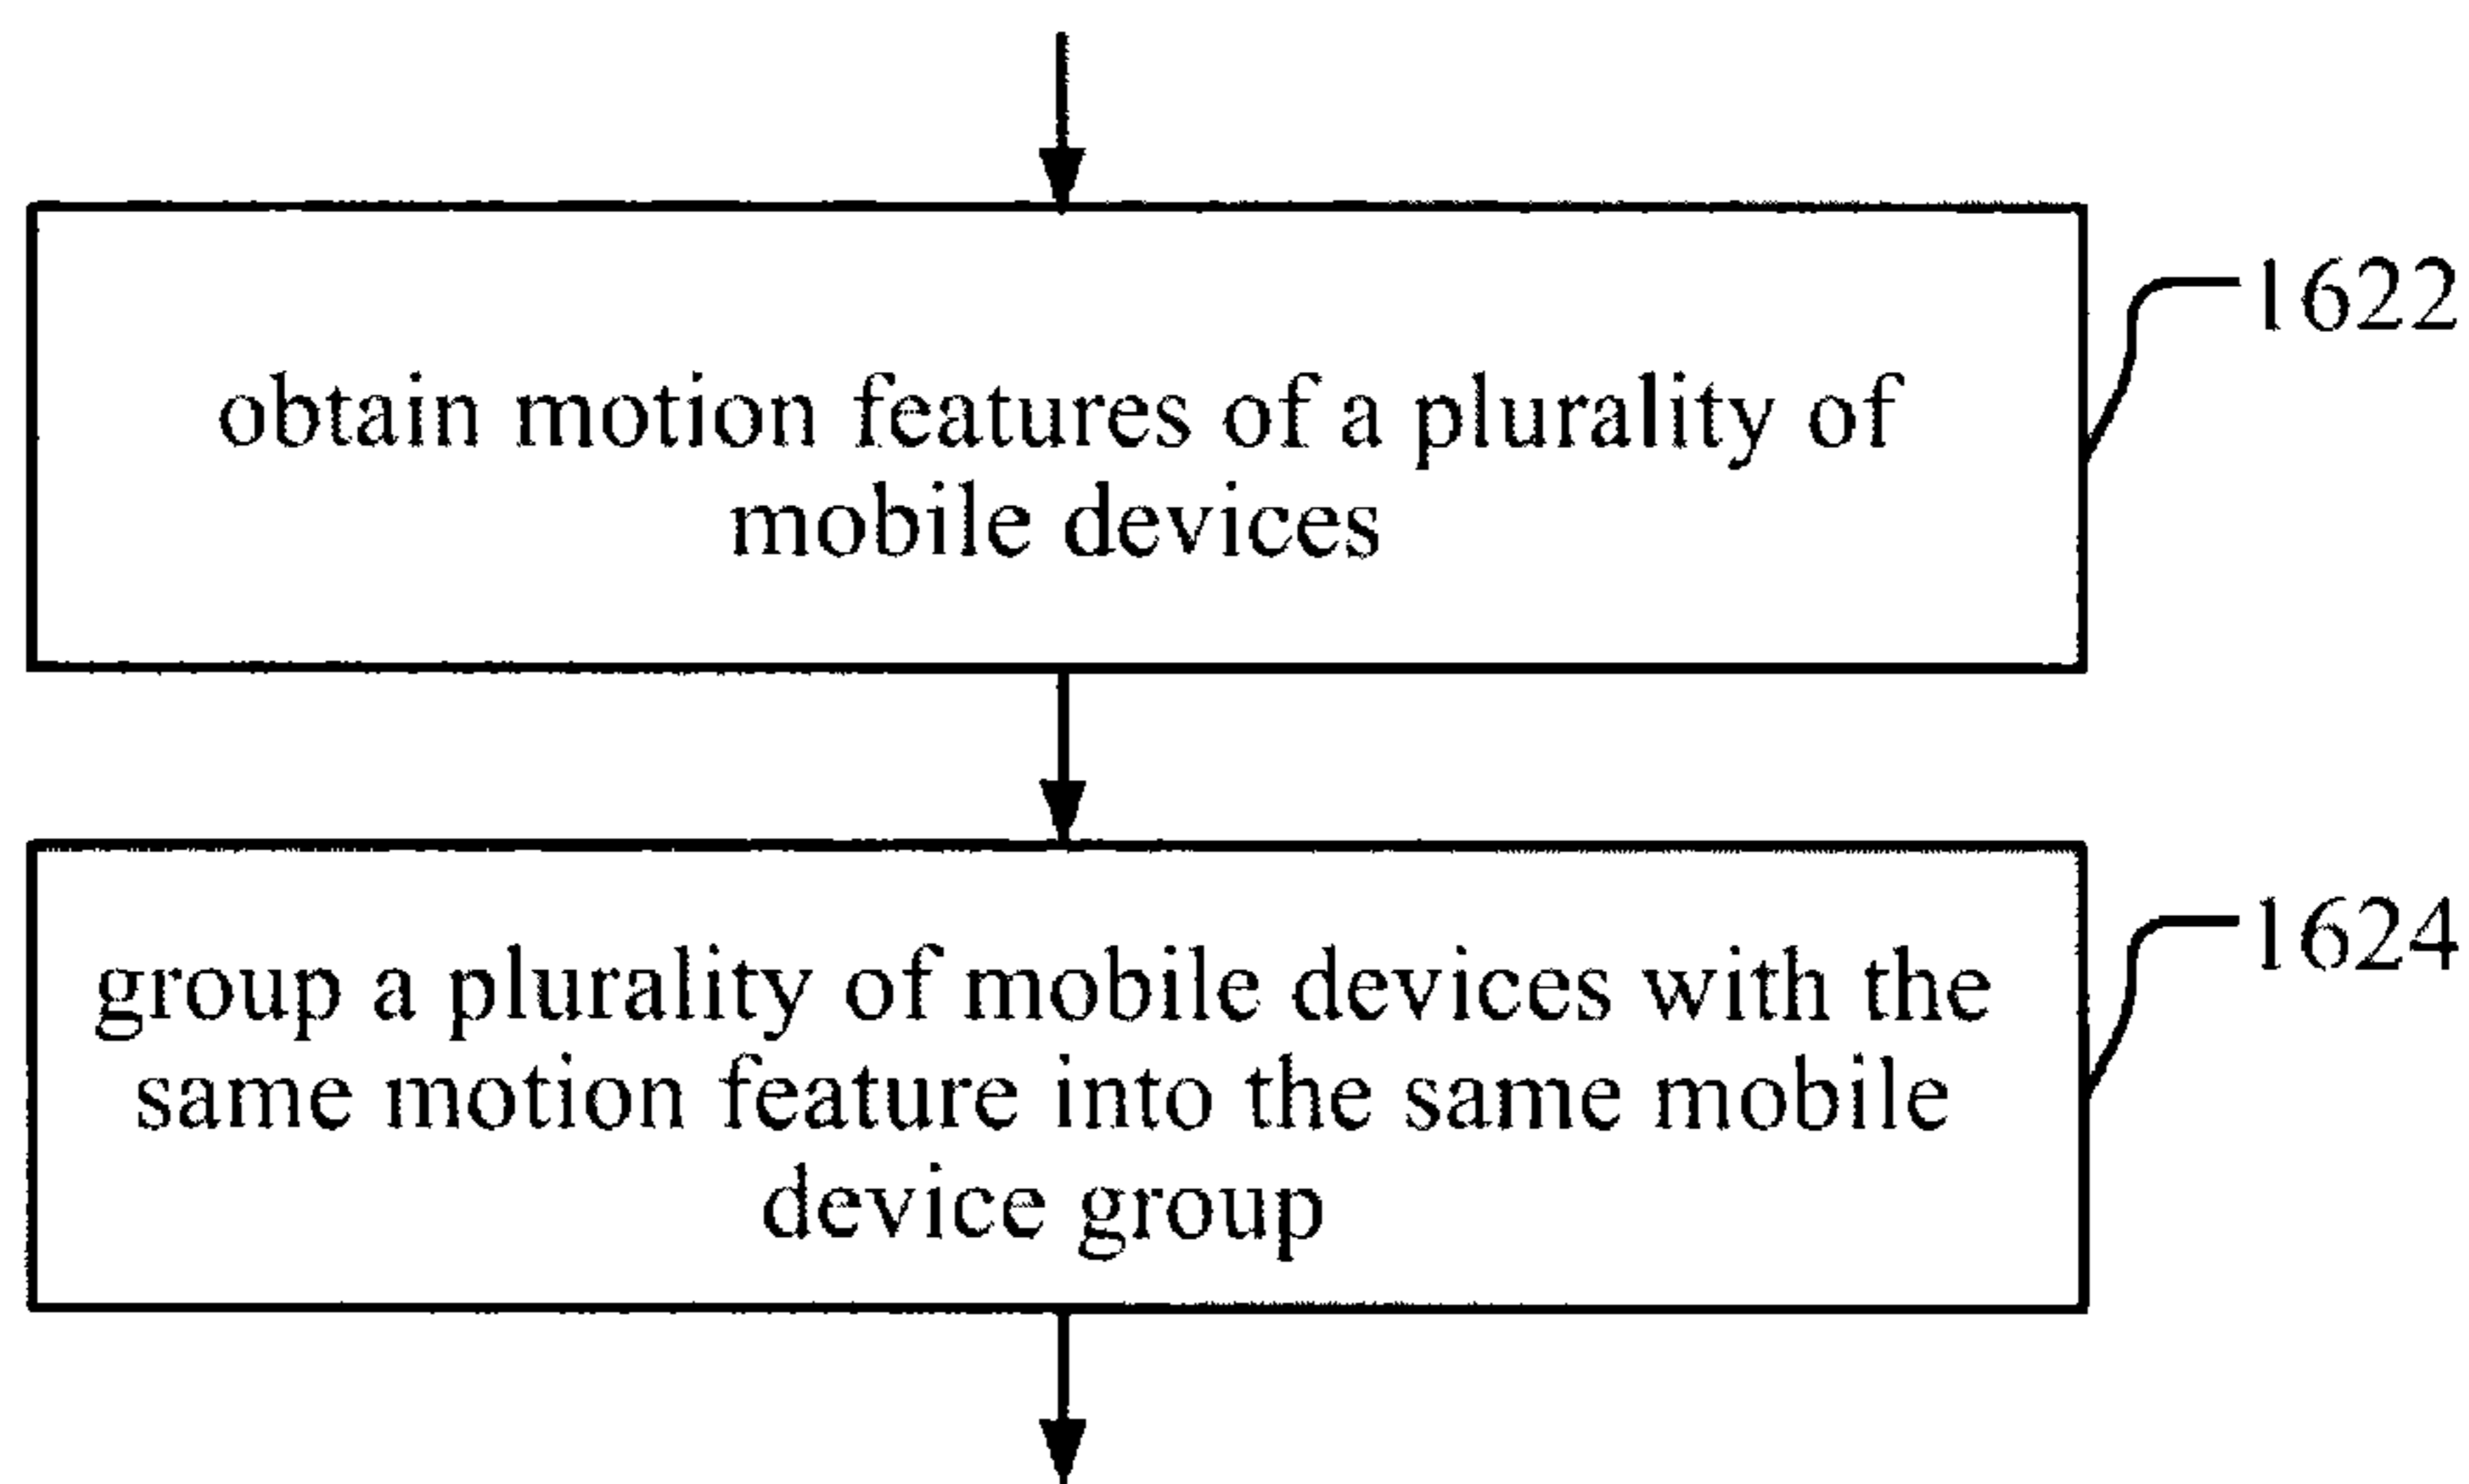 1622
obtain motion features of a plurality of
mobile devices
1624
group a plurality of mobile devices with the
same motion feature into the same mobile
device group